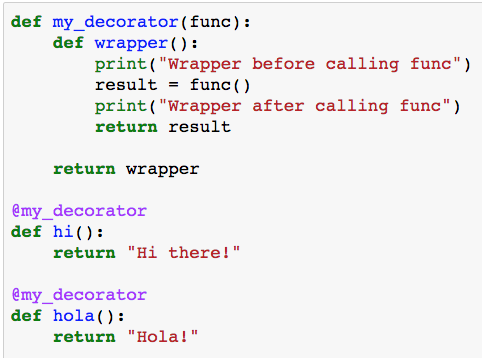 def my_decorator(func):
    def wrapper():
        print("Wrapper before calling func")
        result = func()
        print("Wrapper after calling func")
        return result

    return wrapper

@my_decorator
def hi():
    return "Hi there!"

@my_decorator
def hola():
    return "Hola!"